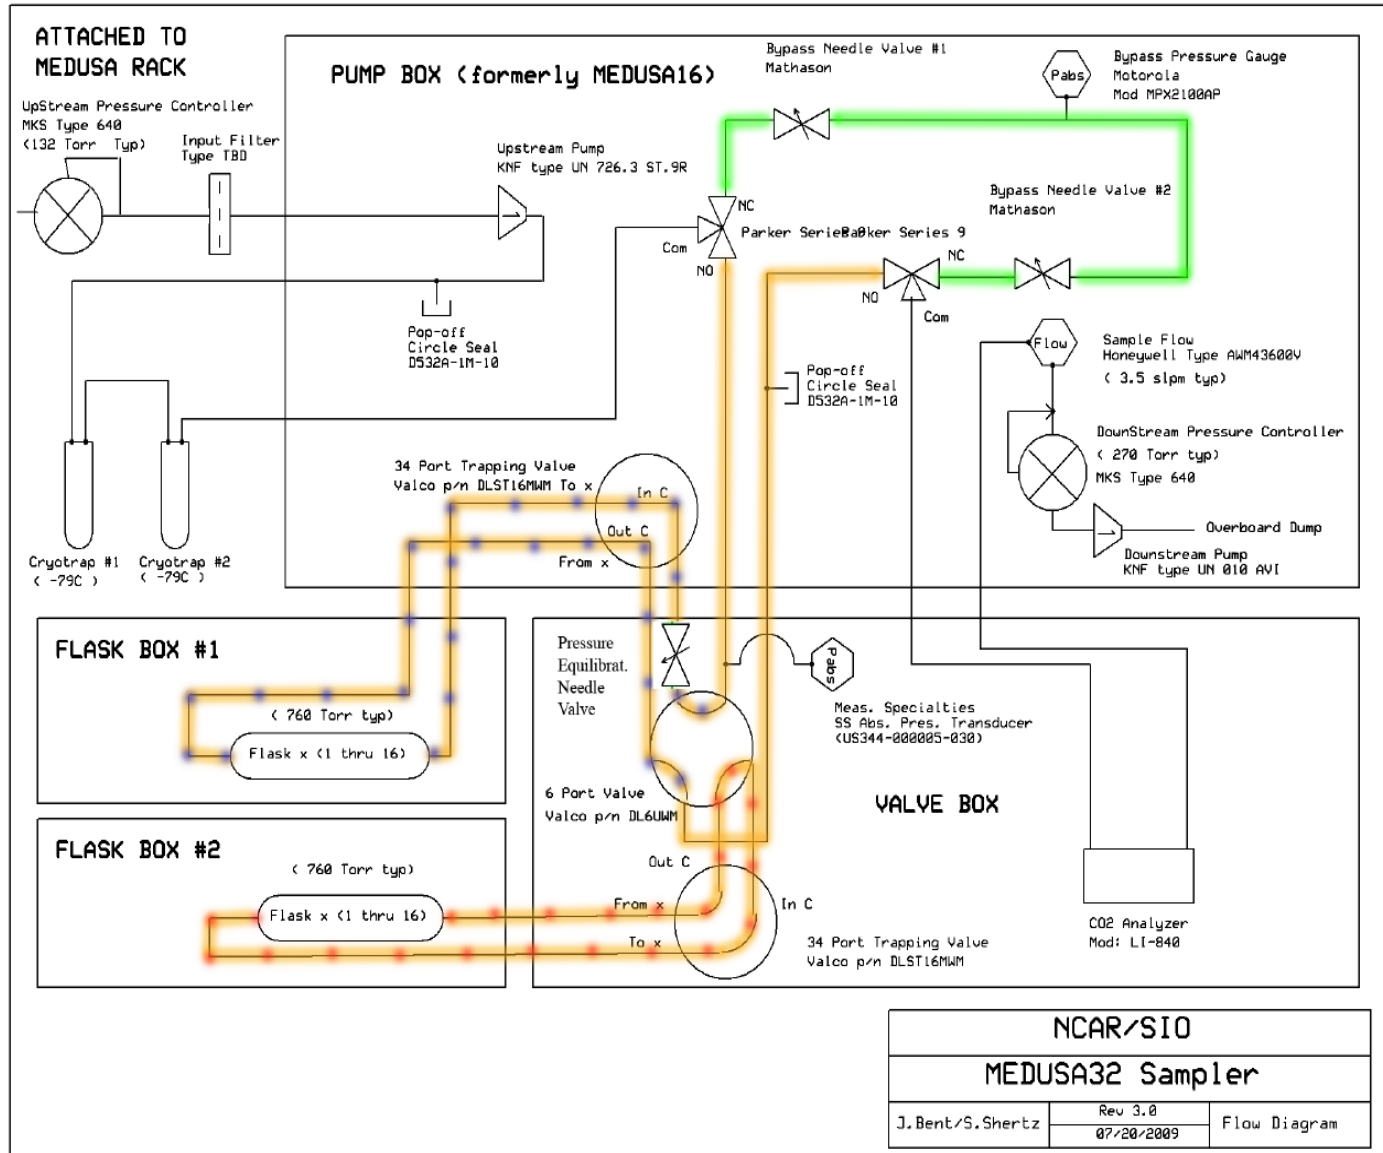 ATTACHED TO
MEDUSA RACK
UpStream Pressure Controller
MKS Type 640
(132 Torr Typ)
Input Filter
Type TBD
PUMP BOX (formerly MEDUSA16)
Upstream Pump
KNF type UN 726.3 ST.9R
Bypass Needle Valve #1
Mathason
Pabs
Bypass Pressure Gauge
Motorola
Mod MPX2100AP
Bypass Needle Valve #2
Mathason
NC
Com
NO
Parker Series
Parker Series 9
NC
NO
Com
Pop-off
Circle Seal
D532A-1M-10
Pop-off
Circle Seal
D532A-1M-10
Flow
Sample Flow
Honeywell Type AWM43600V
( 3.5 slpm typ)
DownStream Pressure Controller
( 270 Torr typ)
MKS Type 640
Overboard Dump
Downstream Pump
KNF type UN 010 AVI
34 Port Trapping Valve
Valco p/n DLST16MWM To x
In C
Out C
From x
Cryotrap #1
( -79C )
Cryotrap #2
( -79C )
FLASK BOX #1
( 760 Torr typ)
Flask x (1 thru 16)
Pressure
Equilibrat.
Needle
Valve
Pabs
Meas. Specialties
SS Abs. Pres. Transducer
(US344-000005-030)
6 Port Valve
Valco p/n DL6UWM
VALVE BOX
FLASK BOX #2
( 760 Torr typ)
Flask x (1 thru 16)
Out C
From x
In C
To x
34 Port Trapping Valve
Valco p/n DLST16MWM
CO2 Analyzer
Mod: LI-840
NCAR/SIO
MEDUSA32 Sampler
J.Bent/S.Shertz
Rev 3.0
07/20/2009
Flow Diagram